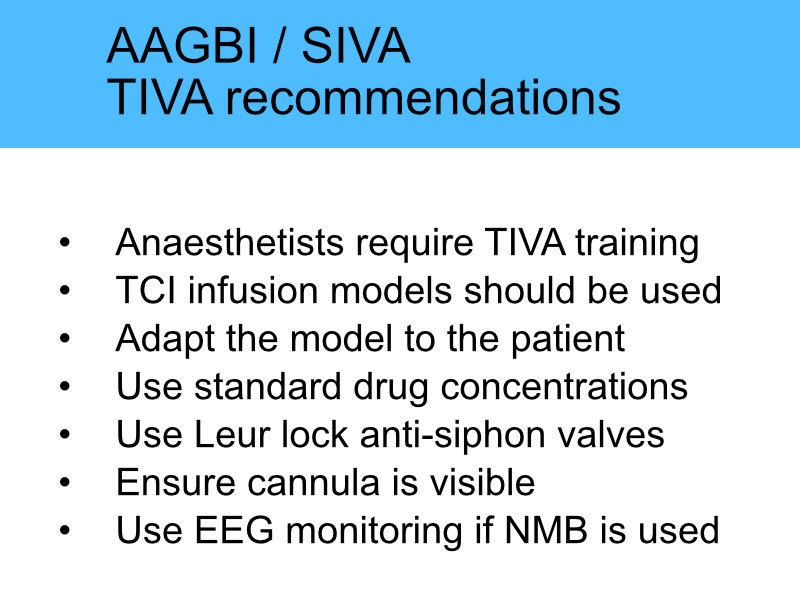 AAGBI / SIVA
TIVA recommendations
• Anaesthetists require TIVA training
• TCI infusion models should be used
• Adapt the model to the patient
• Use standard drug concentrations
• Use Leur lock anti-siphon valves
• Ensure cannula is visible
• Use EEG monitoring if NMB is used